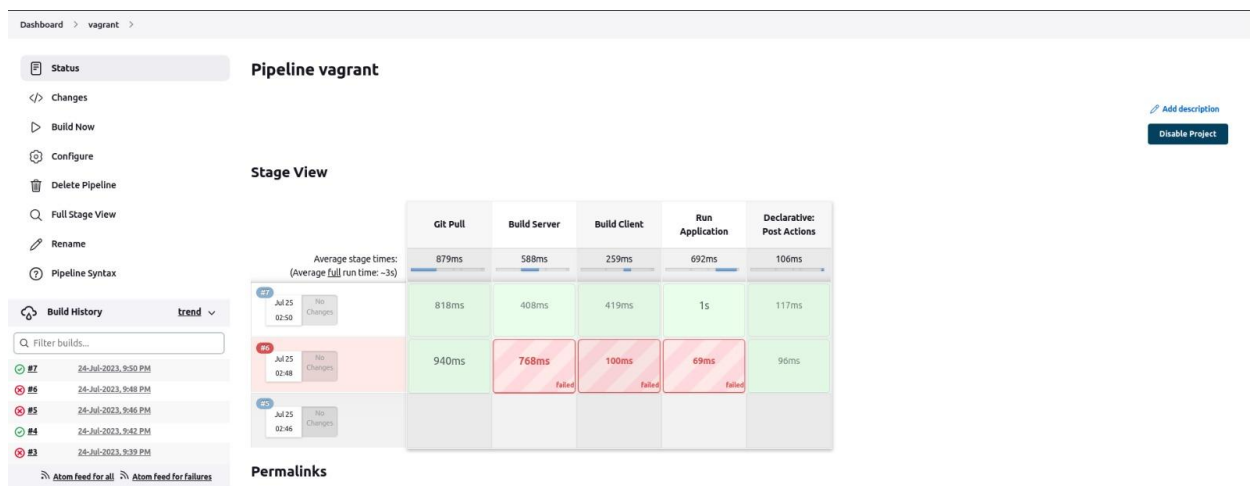 Dashboard > vagrant >
Status
Changes
Build Now
Configure
Delete Pipeline
Full Stage View
Rename
Pipeline Syntax
Build History trend
Filter builds...
#7 24-Jul-2023, 9:50 PM
#6 24-Jul-2023, 9:48 PM
#5 24-Jul-2023, 9:46 PM
#4 24-Jul-2023, 9:42 PM
#3 24-Jul-2023, 9:39 PM
Atom feed for all Atom feed for failures
Pipeline vagrant
Add description
Disable Project
Stage View
Git Pull Build Server Build Client Run Application Declarative: Post Actions
Average stage times: 879ms 588ms 259ms 692ms 106ms
(Average full run time: ~3s)
#7
Jul 25 No
02:50 Changes
818ms 408ms 419ms 1s 117ms
#6
Jul 25 No
02:48 Changes
940ms 768ms 100ms 69ms 96ms
failed failed failed
#5
Jul 25 No
02:46 Changes
Permalinks